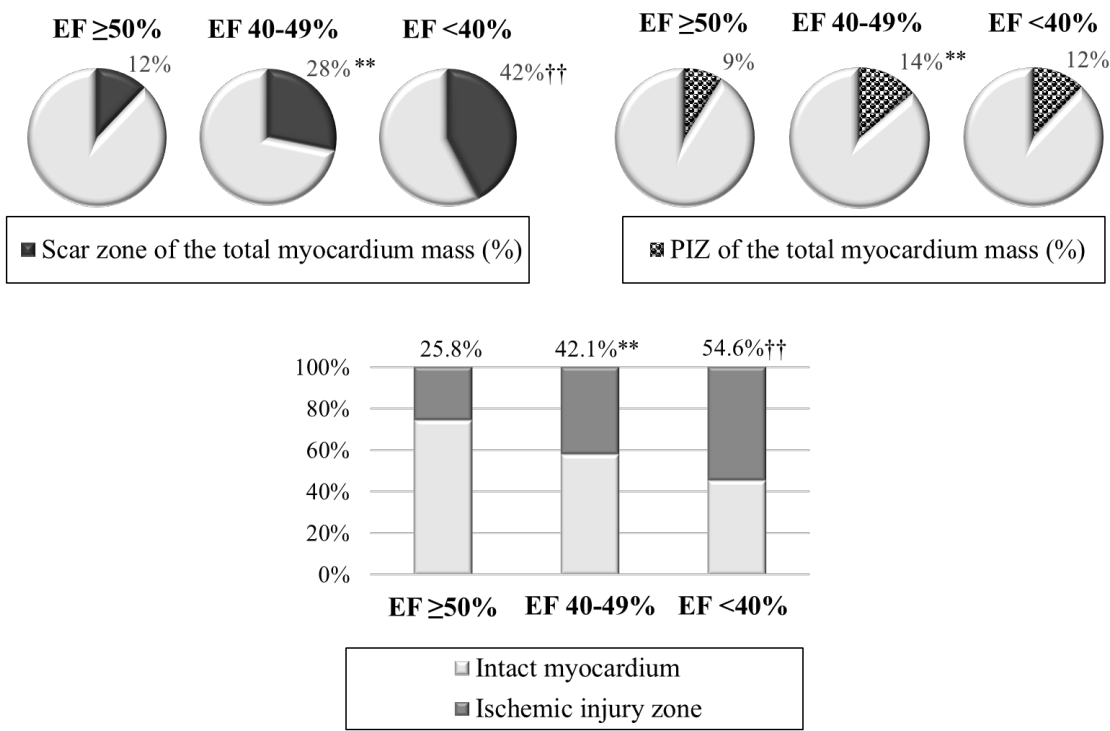 EF ≥50% EF 40-49% EF <40%
12% 28%** 42%††
Scar zone of the total myocardium mass (%)
EF ≥50% EF 40-49% EF <40%
9% 14%** 12%
PIZ of the total myocardium mass (%)
25.8% 42.1%** 54.6%††
100%
80%
60%
40%
20%
0%
EF ≥50% EF 40-49% EF <40%
Intact myocardium
Ischemic injury zone